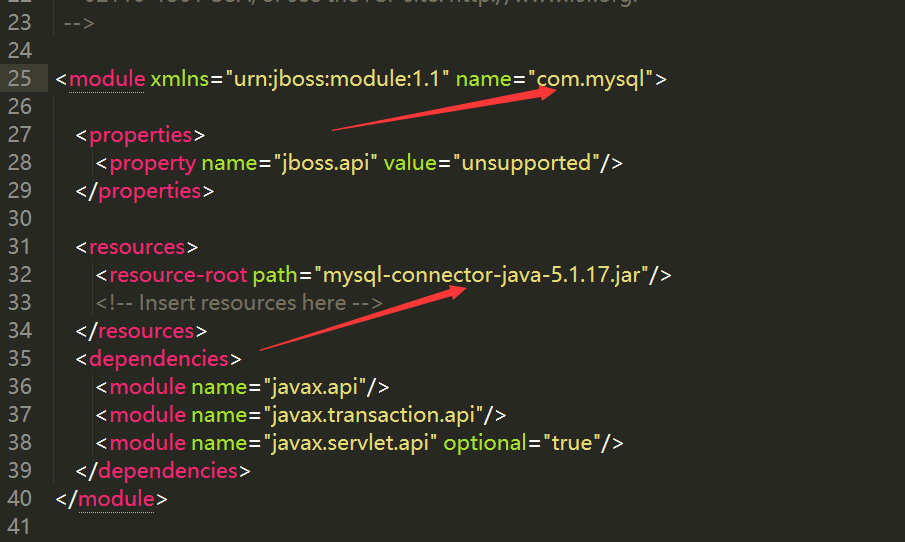 23 -->
24
25 <module xmlns="urn:jboss:module:1.1" name="com.mysql">
26
27 <properties>
28 <property name="jboss.api" value="unsupported"/>
29 </properties>
30
31 <resources>
32 <resource-root path="mysql-connector-java-5.1.17.jar"/>
33 <!-- Insert resources here -->
34 </resources>
35 <dependencies>
36 <module name="javax.api"/>
37 <module name="javax.transaction.api"/>
38 <module name="javax.servlet.api" optional="true"/>
39 </dependencies>
40 </module>
41